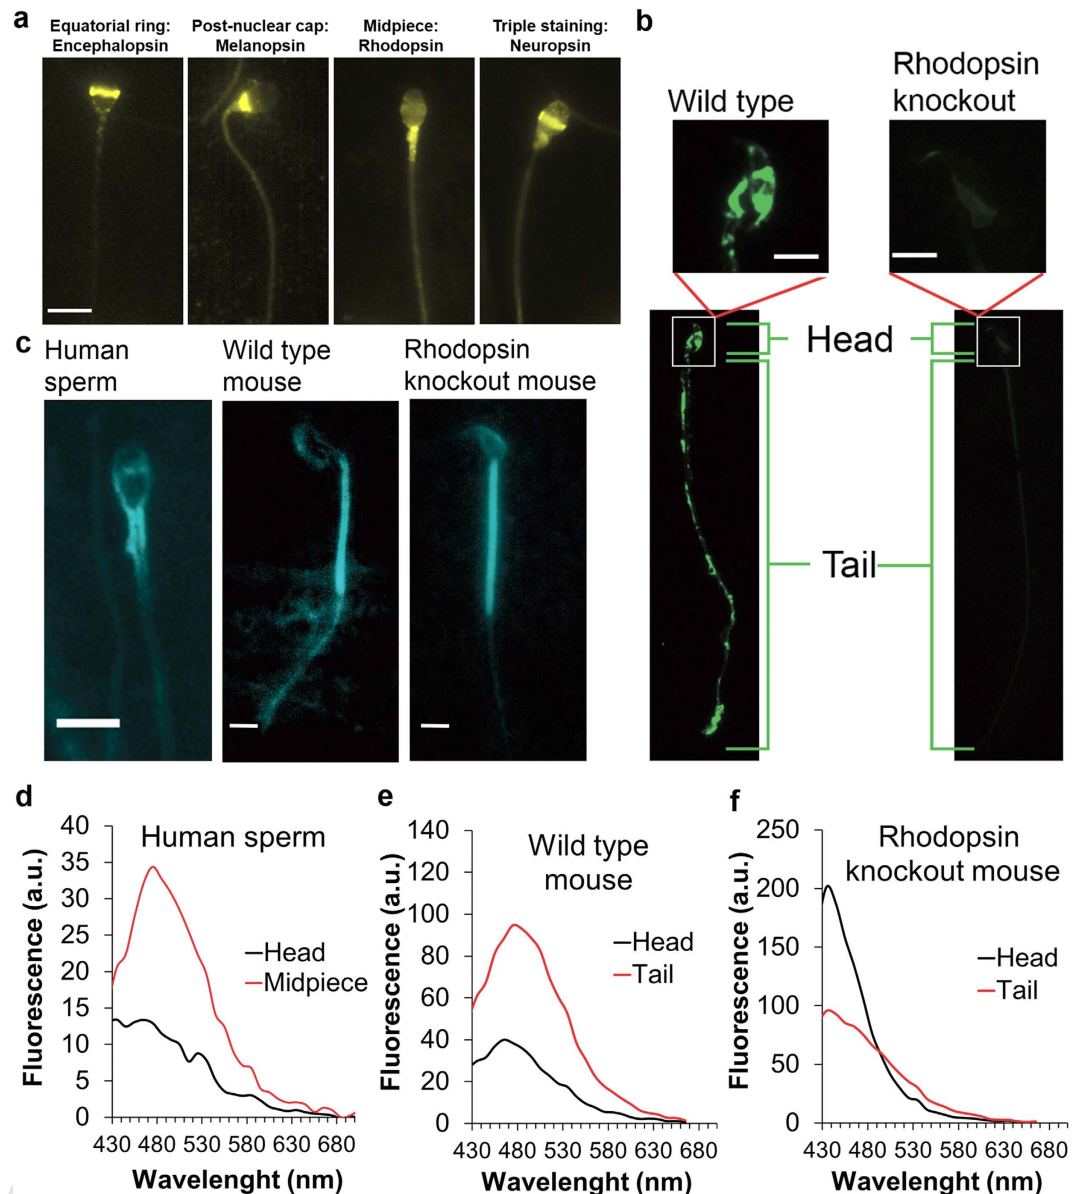 a
Equatorial ring:
Encephalopsin
Post-nuclear cap:
Melanopsin
Midpiece:
Rhodopsin
Triple staining:
Neuropsin
b
Wild type
Rhodopsin
knockout
Head
Tail
c
Human
sperm
Wild type
mouse
Rhodopsin
knockout mouse
d
Human sperm
Fluorescence (a.u.)
40
35
30
25
20
15
10
5
0
Head
Midpiece
430 480 530 580 630 680
Wavelenght (nm)
e
Wild type
mouse
Fluorescence (a.u.)
140
120
100
80
60
40
20
0
Head
Tail
430 480 530 580 630 680
Wavelenght (nm)
f
Rhodopsin
knockout mouse
Fluorescence (a.u.)
250
200
150
100
50
0
Head
Tail
430 480 530 580 630 680
Wavelenght (nm)